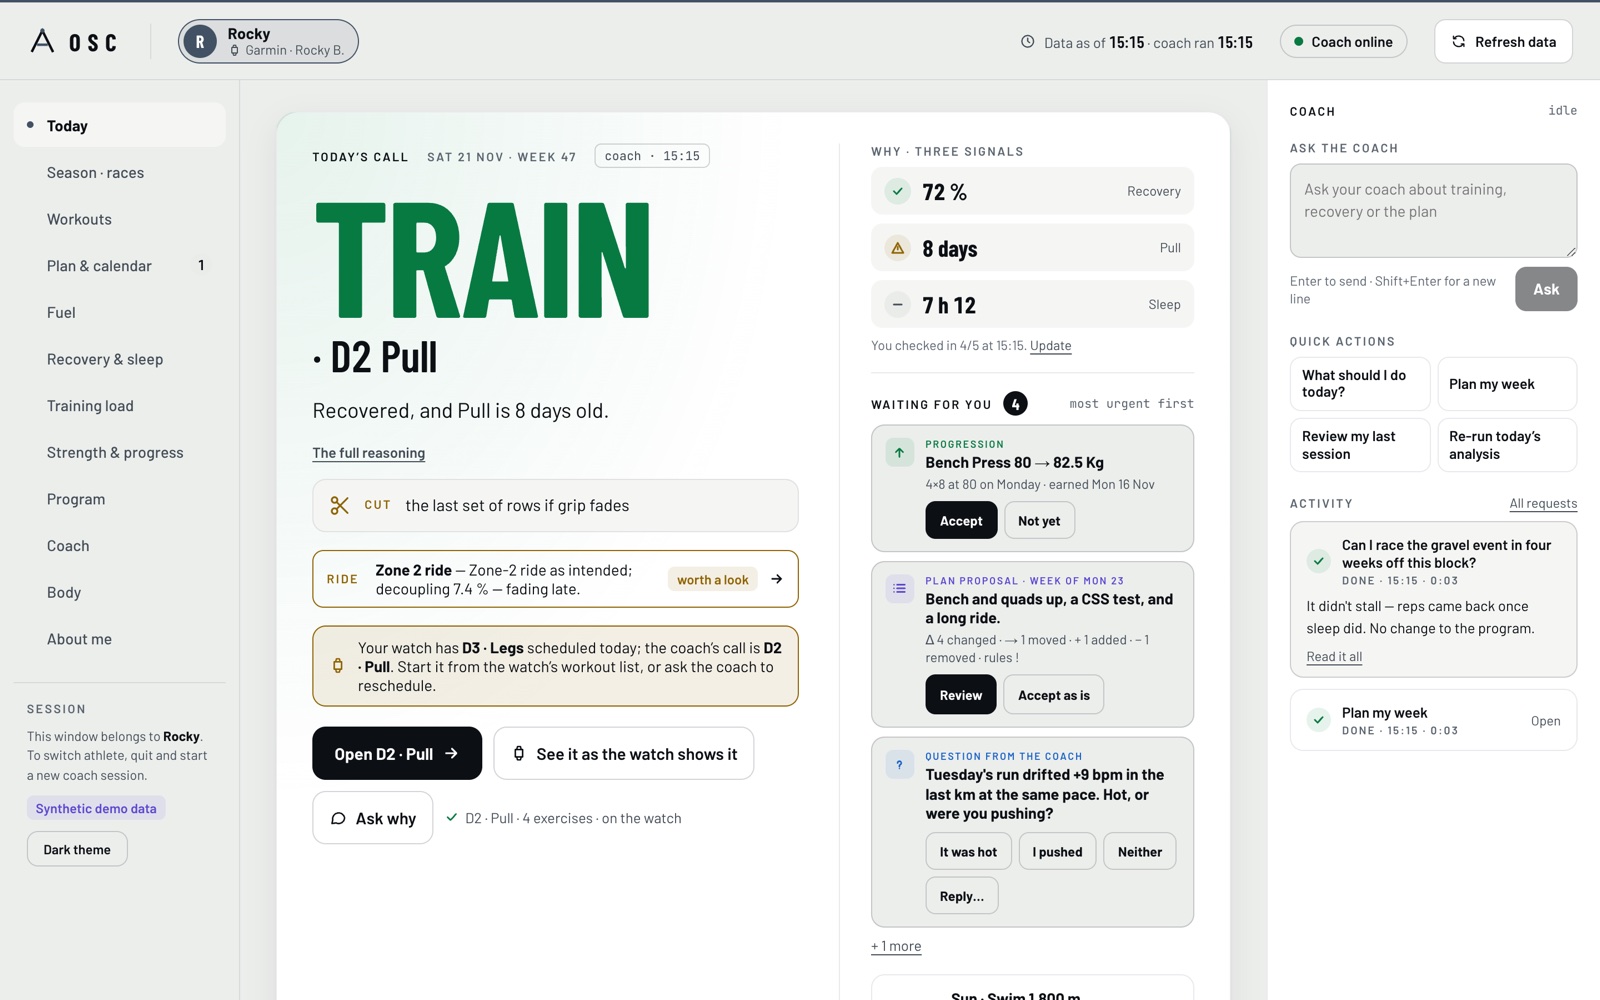 OSC
R
Rocky
Garmin · Rocky B.
Data as of 15:15 · coach ran 15:15
Coach online
Refresh data
Today
Season · races
Workouts
Plan & calendar 1
Fuel
Recovery & sleep
Training load
Strength & progress
Program
Coach
Body
About me
SESSION
This window belongs to Rocky.
To switch athlete, quit and start
a new coach session.
Synthetic demo data
Dark theme
TODAY'S CALL SAT 21 NOV · WEEK 47 coach · 15:15
TRAIN
· D2 Pull
Recovered, and Pull is 8 days old.
The full reasoning
CUT the last set of rows if grip fades
RIDE
Zone 2 ride — Zone-2 ride as intended;
decoupling 7.4 % — fading late.
worth a look →
Your watch has D3 · Legs scheduled today; the coach's call is D2
· Pull. Start it from the watch's workout list, or ask the coach to
reschedule.
Open D2 · Pull →
See it as the watch shows it
Ask why
D2 · Pull · 4 exercises · on the watch
WHY · THREE SIGNALS
72 % Recovery
8 days Pull
7 h 12 Sleep
You checked in 4/5 at 15:15. Update
WAITING FOR YOU 4 most urgent first
PROGRESSION
Bench Press 80 → 82.5 Kg
4×8 at 80 on Monday · earned Mon 16 Nov
Accept Not yet
PLAN PROPOSAL · WEEK OF MON 23
Bench and quads up, a CSS test, and
a long ride.
Δ 4 changed · → 1 moved · + 1 added · − 1
removed · rules !
Review Accept as is
?
QUESTION FROM THE COACH
Tuesday's run drifted +9 bpm in the
last km at the same pace. Hot, or
were you pushing?
It was hot I pushed Neither
Reply…
+ 1 more
Sun · Swim 1 800 m
COACH idle
ASK THE COACH
Ask your coach about training,
recovery or the plan
Enter to send · Shift+Enter for a new
line
Ask
QUICK ACTIONS
What should I do
today?
Plan my week
Review my last
session
Re-run today's
analysis
ACTIVITY All requests
Can I race the gravel event in four
weeks off this block?
DONE · 15:15 · 0:03
It didn't stall — reps came back once
sleep did. No change to the program.
Read it all
Plan my week
DONE · 15:15 · 0:03
Open